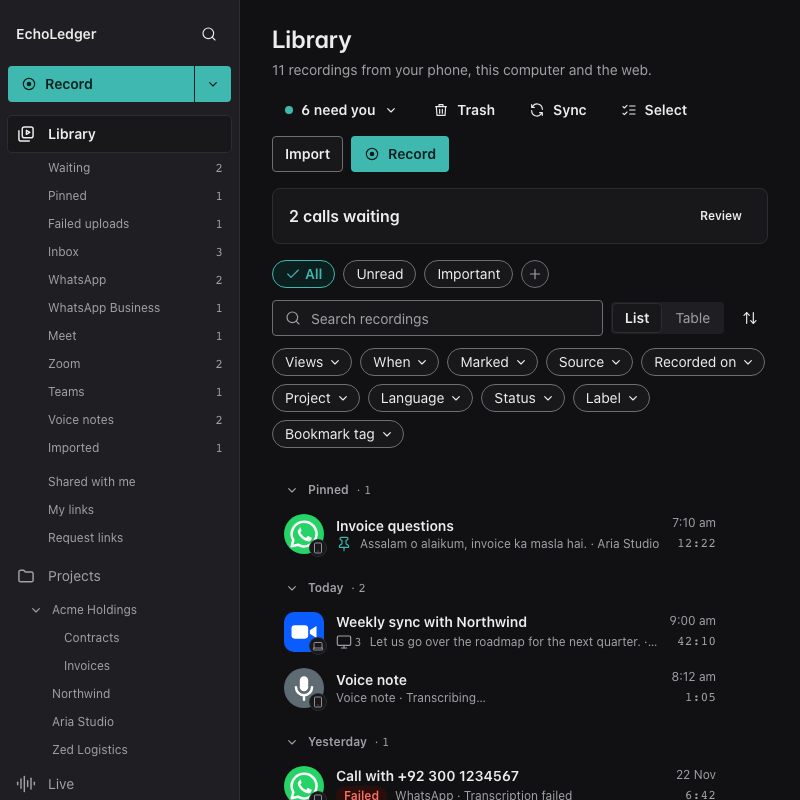 EchoLedger
Record
Library
Waiting 2
Pinned 1
Failed uploads 1
Inbox 3
WhatsApp 2
WhatsApp Business 1
Meet 1
Zoom 2
Teams 1
Voice notes 2
Imported 1
Shared with me
My links
Request links
Projects
Acme Holdings
Contracts
Invoices
Northwind
Aria Studio
Zed Logistics
Live
Library
11 recordings from your phone, this computer and the web.
6 need you Trash Sync Select
Import Record
2 calls waiting Review
All Unread Important
Search recordings List Table
Views When Marked Source Recorded on
Project Language Status Label
Bookmark tag
Pinned · 1
Invoice questions 7:10 am
Assalam o alaikum, invoice ka masla hai. · Aria Studio 12:22
Today · 2
Weekly sync with Northwind 9:00 am
3 Let us go over the roadmap for the next quarter. ·... 42:10
Voice note 8:12 am
Voice note · Transcribing... 1:05
Yesterday · 1
Call with +92 300 1234567 22 Nov
Failed WhatsApp · Transcription failed 6:42